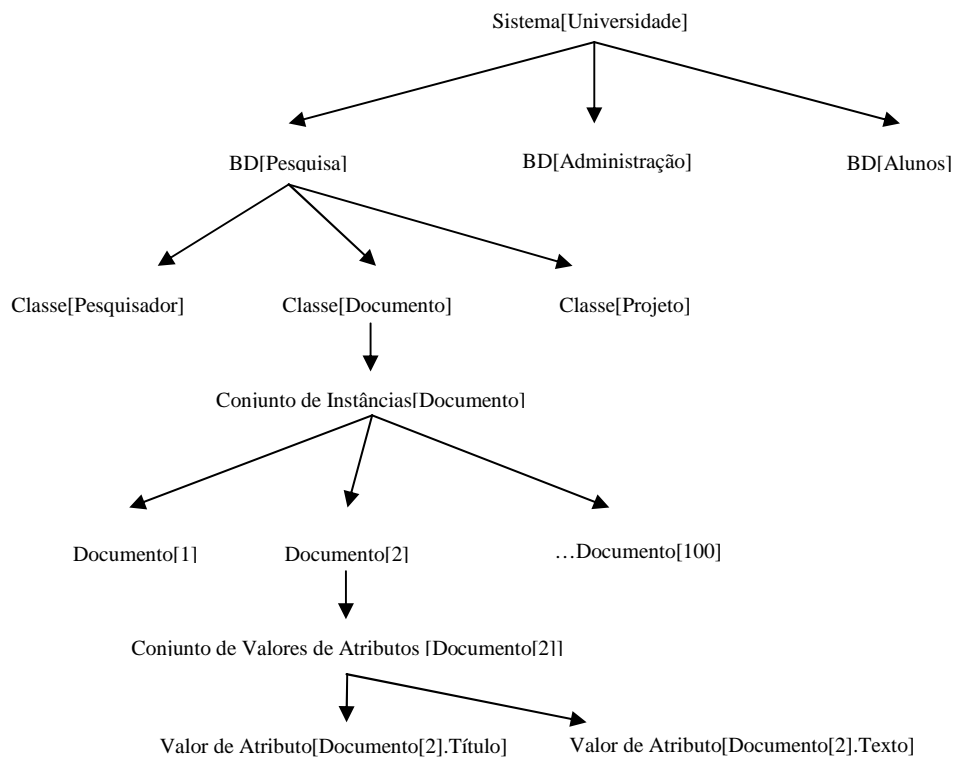 Sistema[Universidade]
BD[Pesquisa]
BD[Administração]
BD[Alunos]
Classe[Pesquisador]
Classe[Documento]
Classe[Projeto]
Conjunto de Instâncias[Documento]
Documento[1]
Documento[2]
…Documento[100]
Conjunto de Valores de Atributos [Documento[2]]
Valor de Atributo[Documento[2].Título]
Valor de Atributo[Documento[2].Texto]